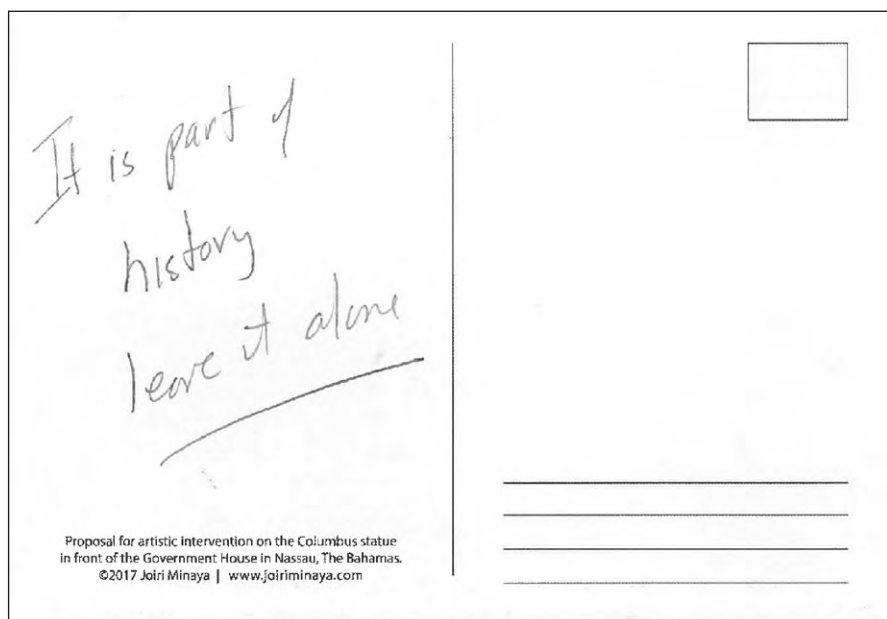 It is part of
history
leave it alone
Proposal for artistic intervention on the Columbus statue
in front of the Government House in Nassau, The Bahamas.
©2017 Joiri Minaya | www.joiriminaya.com